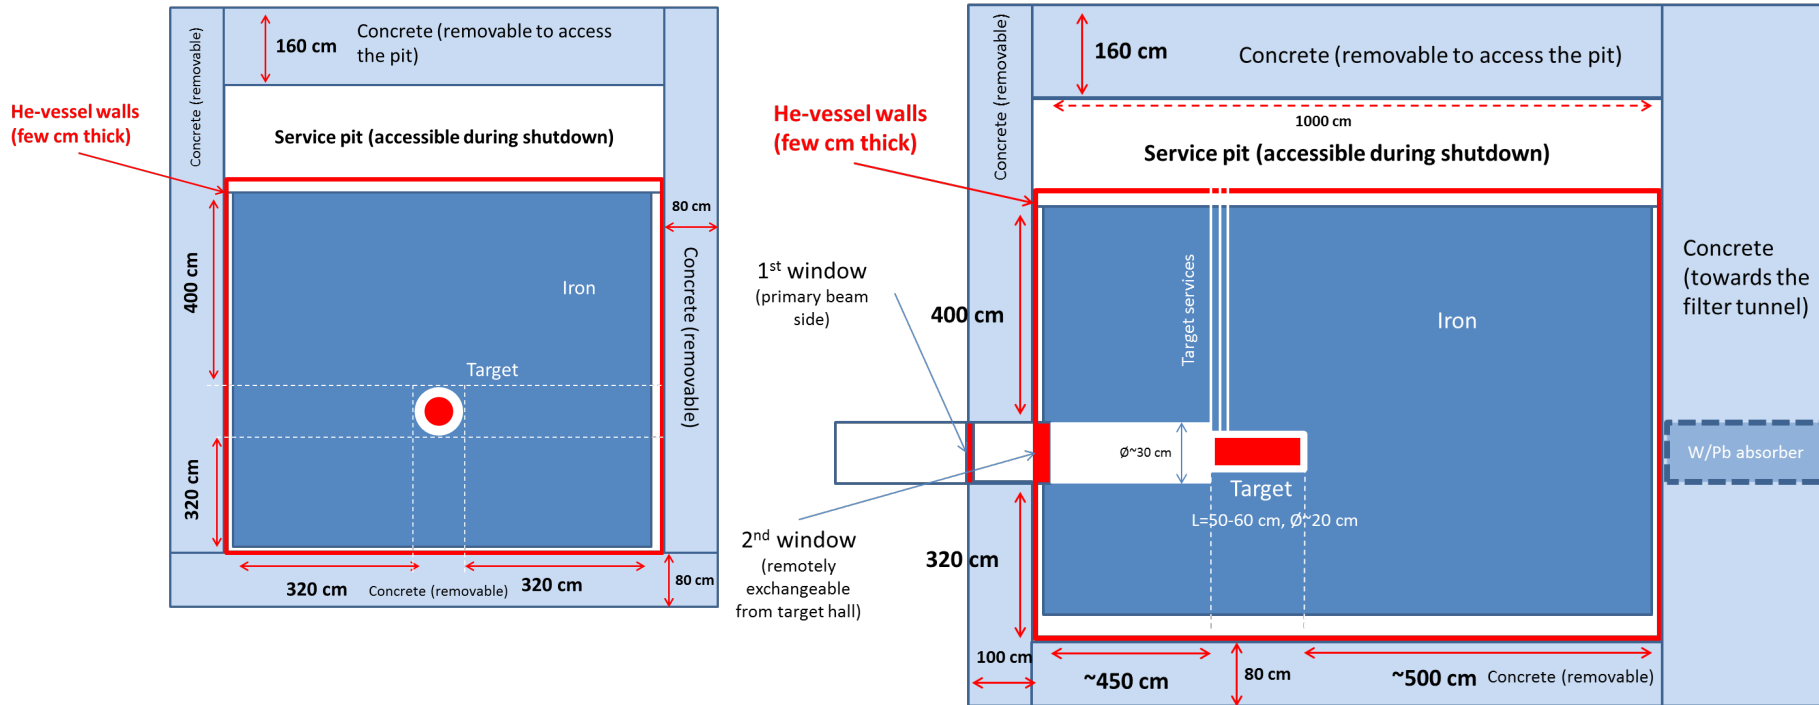 160 cm
Concrete (removable to access
the pit)
Concrete (removable)
He-vessel walls
(few cm thick)
Service pit (accessible during shutdown)
80 cm
400 cm
Iron
Concrete (removable)
Target
320 cm
320 cm
Concrete (removable)
320 cm
80 cm
160 cm
Concrete (removable to access the pit)
Concrete (removable)
1000 cm
He-vessel walls
(few cm thick)
Service pit (accessible during shutdown)
1st window
(primary beam
side)
400 cm
Target services
Iron
Concrete
(towards the
filter tunnel)
Ø~30 cm
W/Pb absorber
Target
L=50-60 cm, Ø~20 cm
2nd window
(remotely
exchangeable
from target hall)
320 cm
100 cm
~450 cm
80 cm
~500 cm
Concrete (removable)